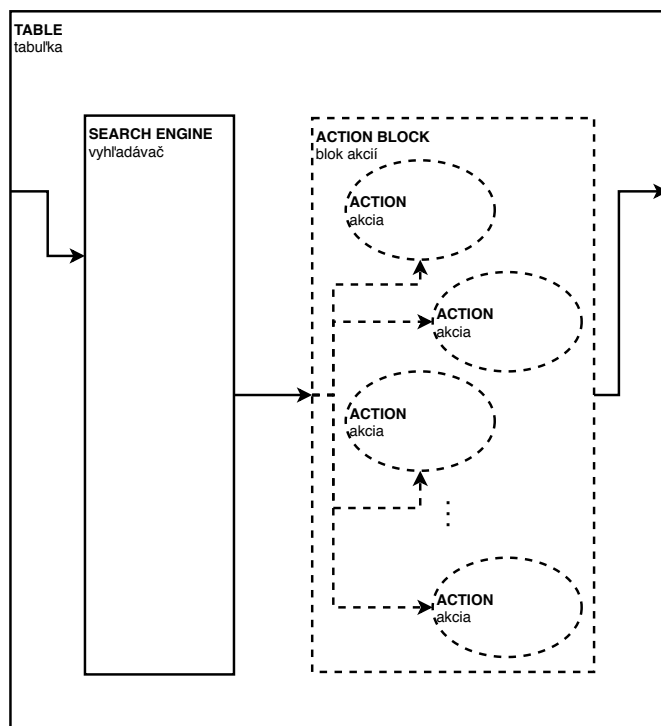 TABLE
tabuľka
SEARCH ENGINE
vyhľadávač
ACTION BLOCK
blok akcií
ACTION
akcia
ACTION
akcia
ACTION
akcia
ACTION
akcia